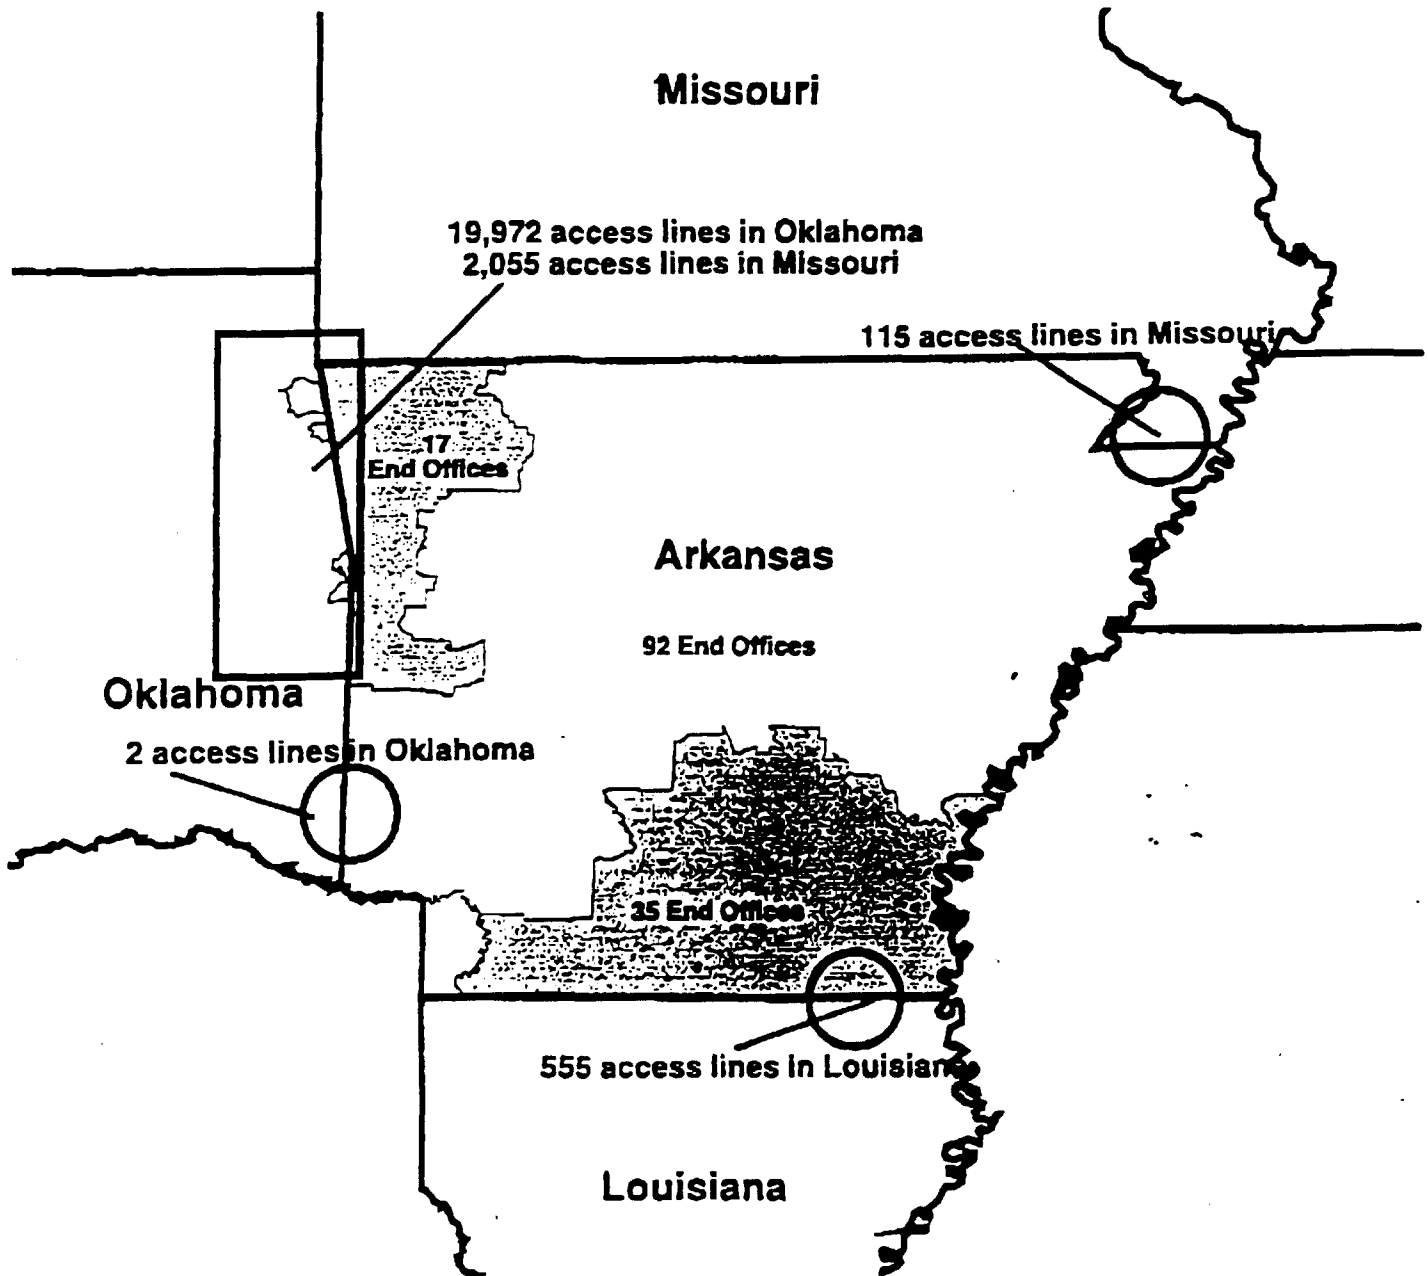 Missouri
19,972 access lines in Oklahoma
2,055 access lines in Missouri
115 access lines in Missouri
17
End Offices
Arkansas
92 End Offices
Oklahoma
2 access lines in Oklahoma
35 End Offices
555 access lines in Louisiana
Louisiana